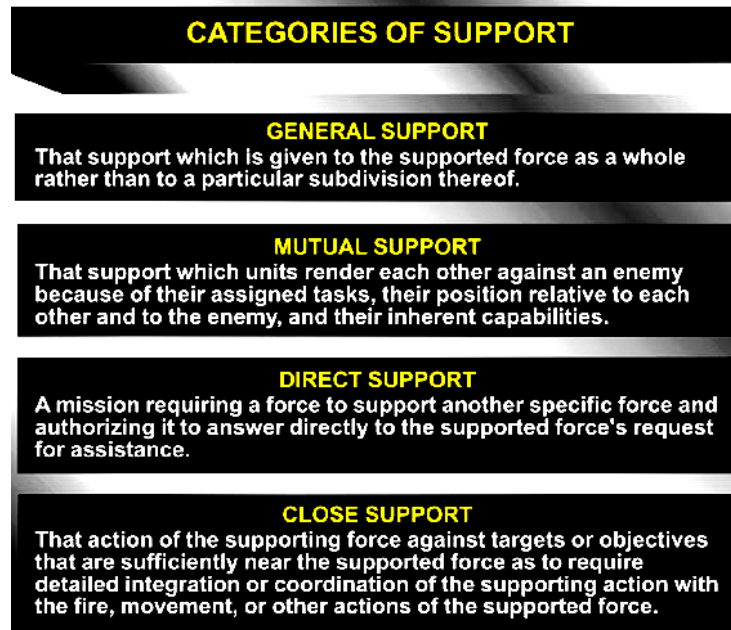 CATEGORIES OF SUPPORT
GENERAL SUPPORT
That support which is given to the supported force as a whole
rather than to a particular subdivision thereof.
MUTUAL SUPPORT
That support which units render each other against an enemy
because of their assigned tasks, their position relative to each
other and to the enemy, and their inherent capabilities.
DIRECT SUPPORT
A mission requiring a force to support another specific force and
authorizing it to answer directly to the supported force's request
for assistance.
CLOSE SUPPORT
That action of the supporting force against targets or objectives
that are sufficiently near the supported force as to require
detailed integration or coordination of the supporting action with
the fire, movement, or other actions of the supported force.